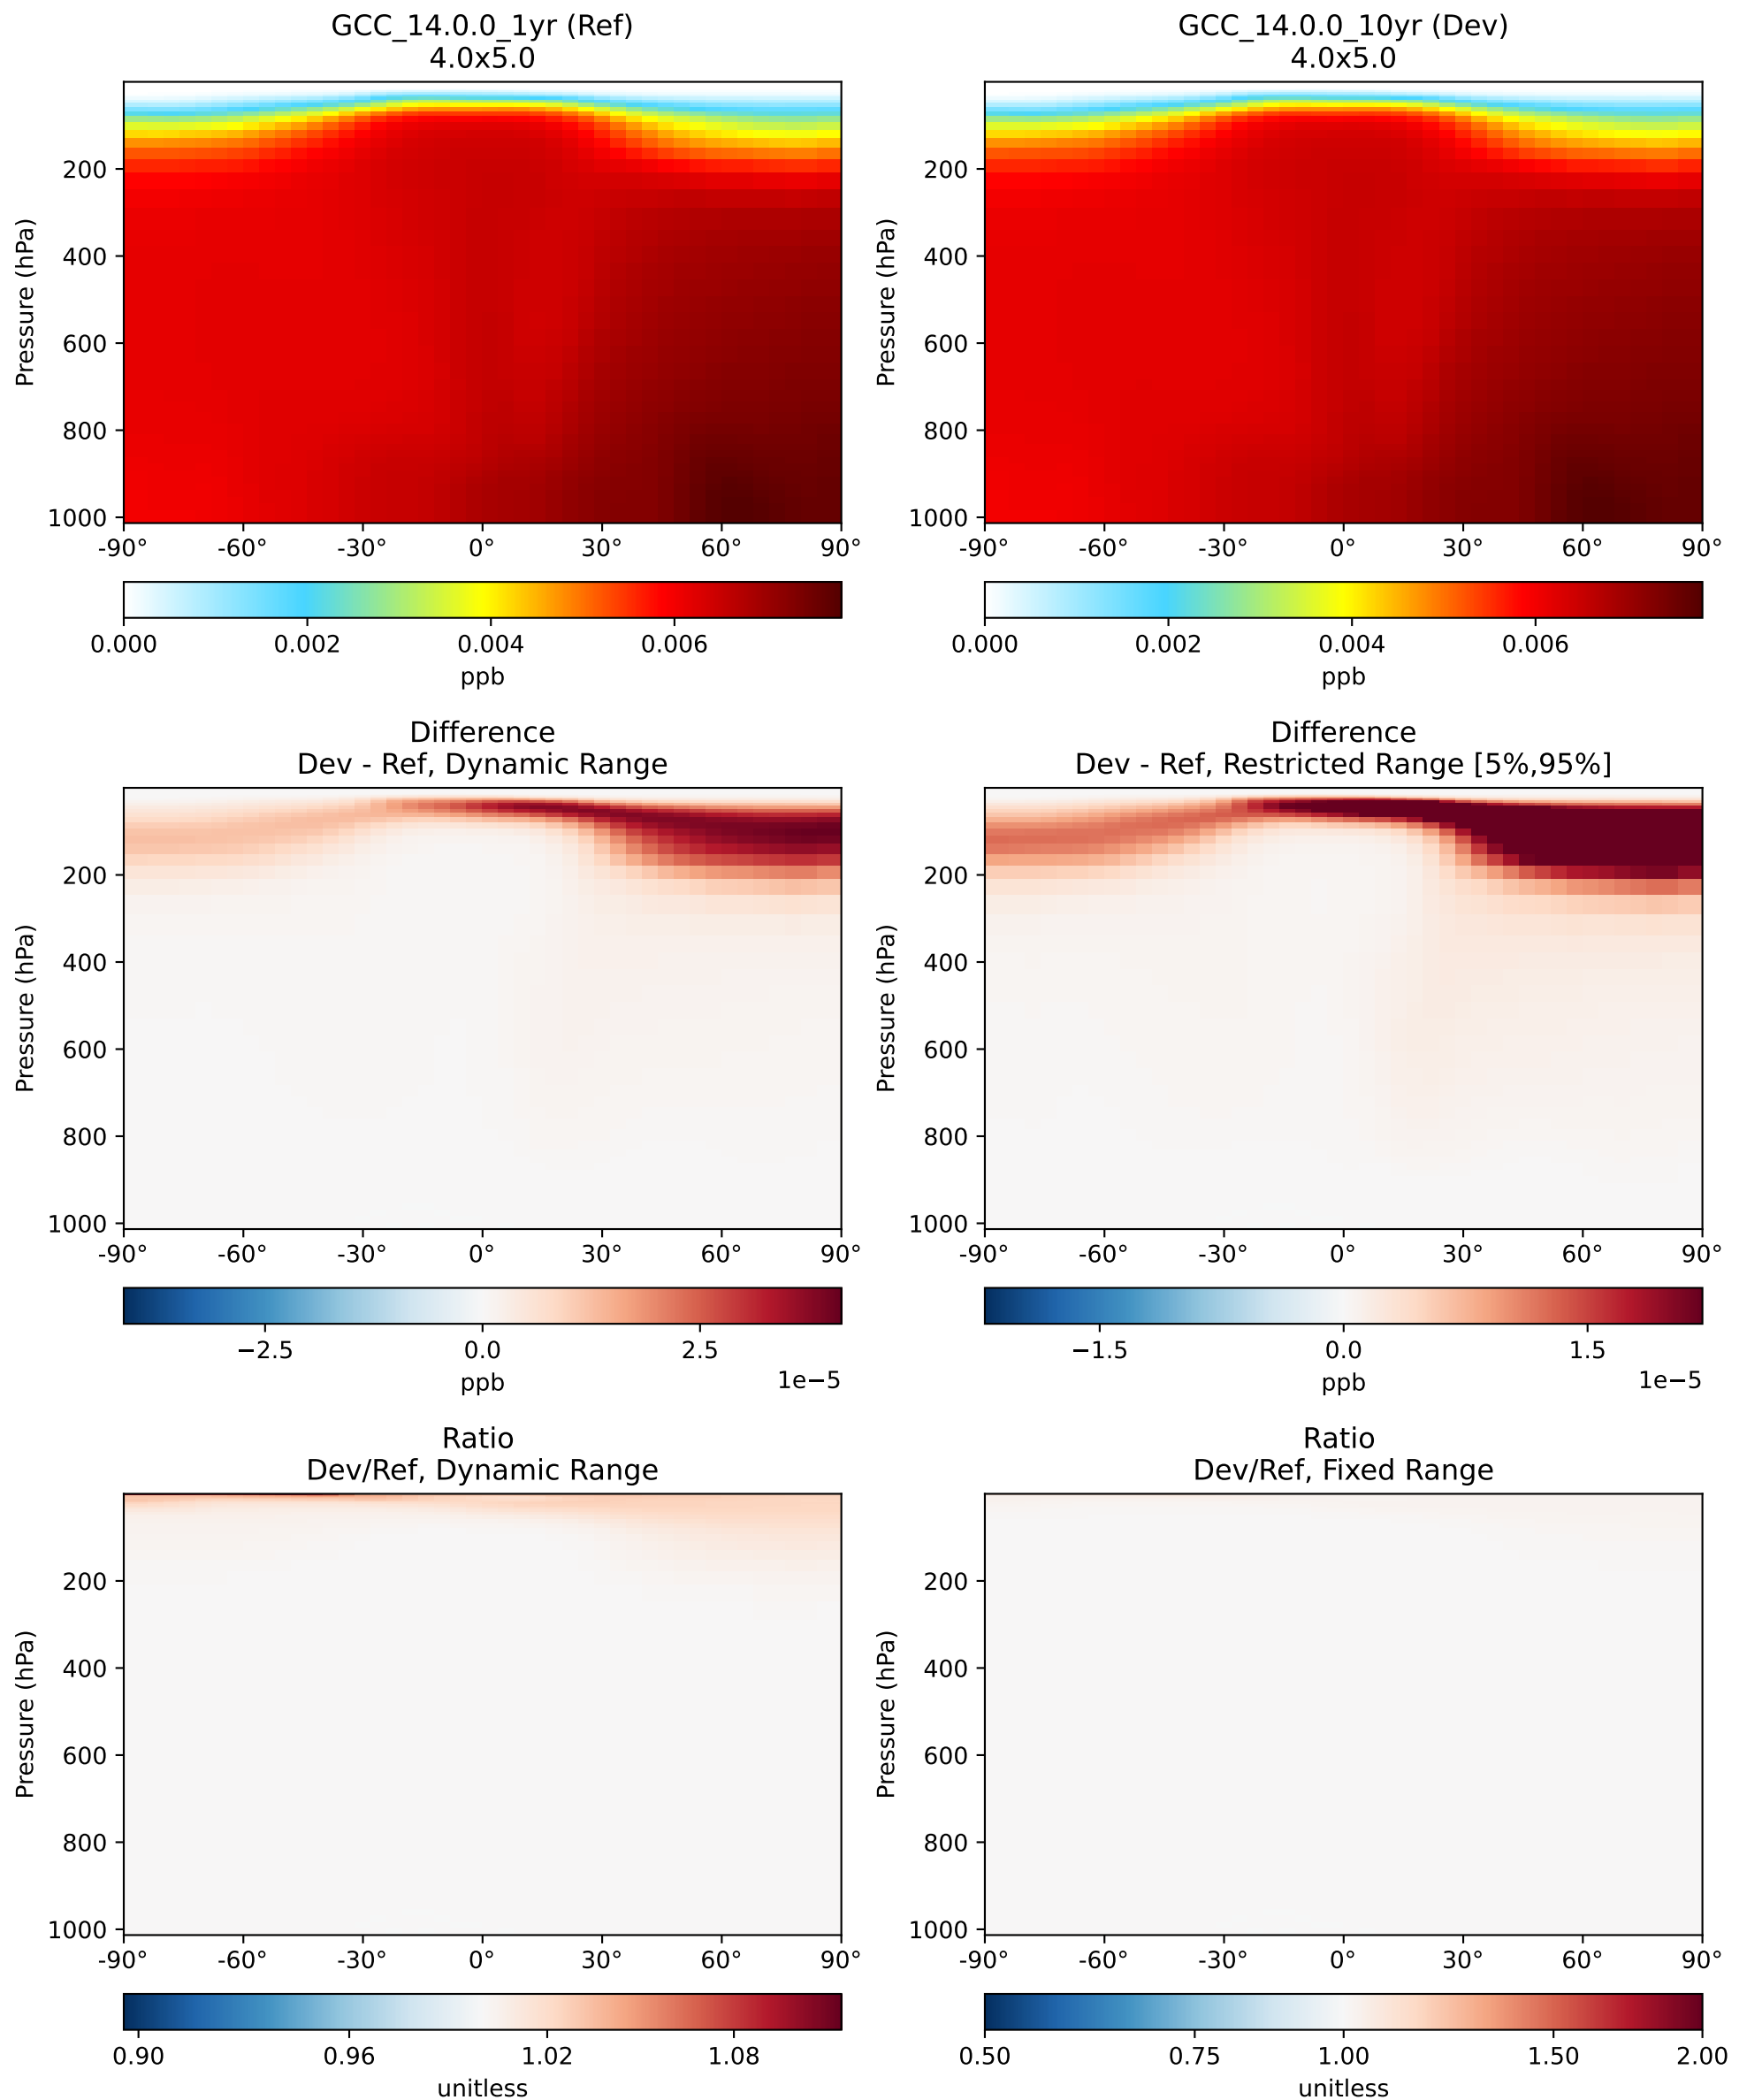 GCC_14.0.0_1yr (Ref)
4.0x5.0
Pressure (hPa)
200
400
600
800
1000
-90° -60° -30° 0° 30° 60° 90°
0.000 0.002 0.004 0.006
ppb
GCC_14.0.0_10yr (Dev)
4.0x5.0
Pressure (hPa)
200
400
600
800
1000
-90° -60° -30° 0° 30° 60° 90°
0.000 0.002 0.004 0.006
ppb
Difference
Dev - Ref, Dynamic Range
Pressure (hPa)
200
400
600
800
1000
-90° -60° -30° 0° 30° 60° 90°
−2.5 0.0 2.5
ppb 1e−5
Difference
Dev - Ref, Restricted Range [5%,95%]
Pressure (hPa)
200
400
600
800
1000
-90° -60° -30° 0° 30° 60° 90°
−1.5 0.0 1.5
ppb 1e−5
Ratio
Dev/Ref, Dynamic Range
Pressure (hPa)
200
400
600
800
1000
-90° -60° -30° 0° 30° 60° 90°
0.90 0.96 1.02 1.08
unitless
Ratio
Dev/Ref, Fixed Range
Pressure (hPa)
200
400
600
800
1000
-90° -60° -30° 0° 30° 60° 90°
0.50 0.75 1.00 1.50 2.00
unitless